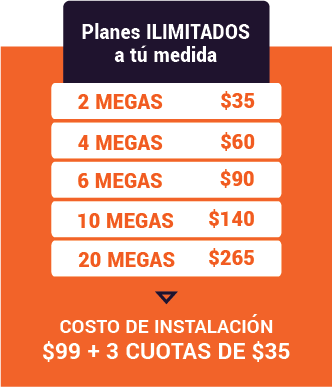 Planes ILIMITADOS
a tú medida
2 MEGAS $35
4 MEGAS $60
6 MEGAS $90
10 MEGAS $140
20 MEGAS $265
COSTO DE INSTALACIÓN
$99 + 3 CUOTAS DE $35